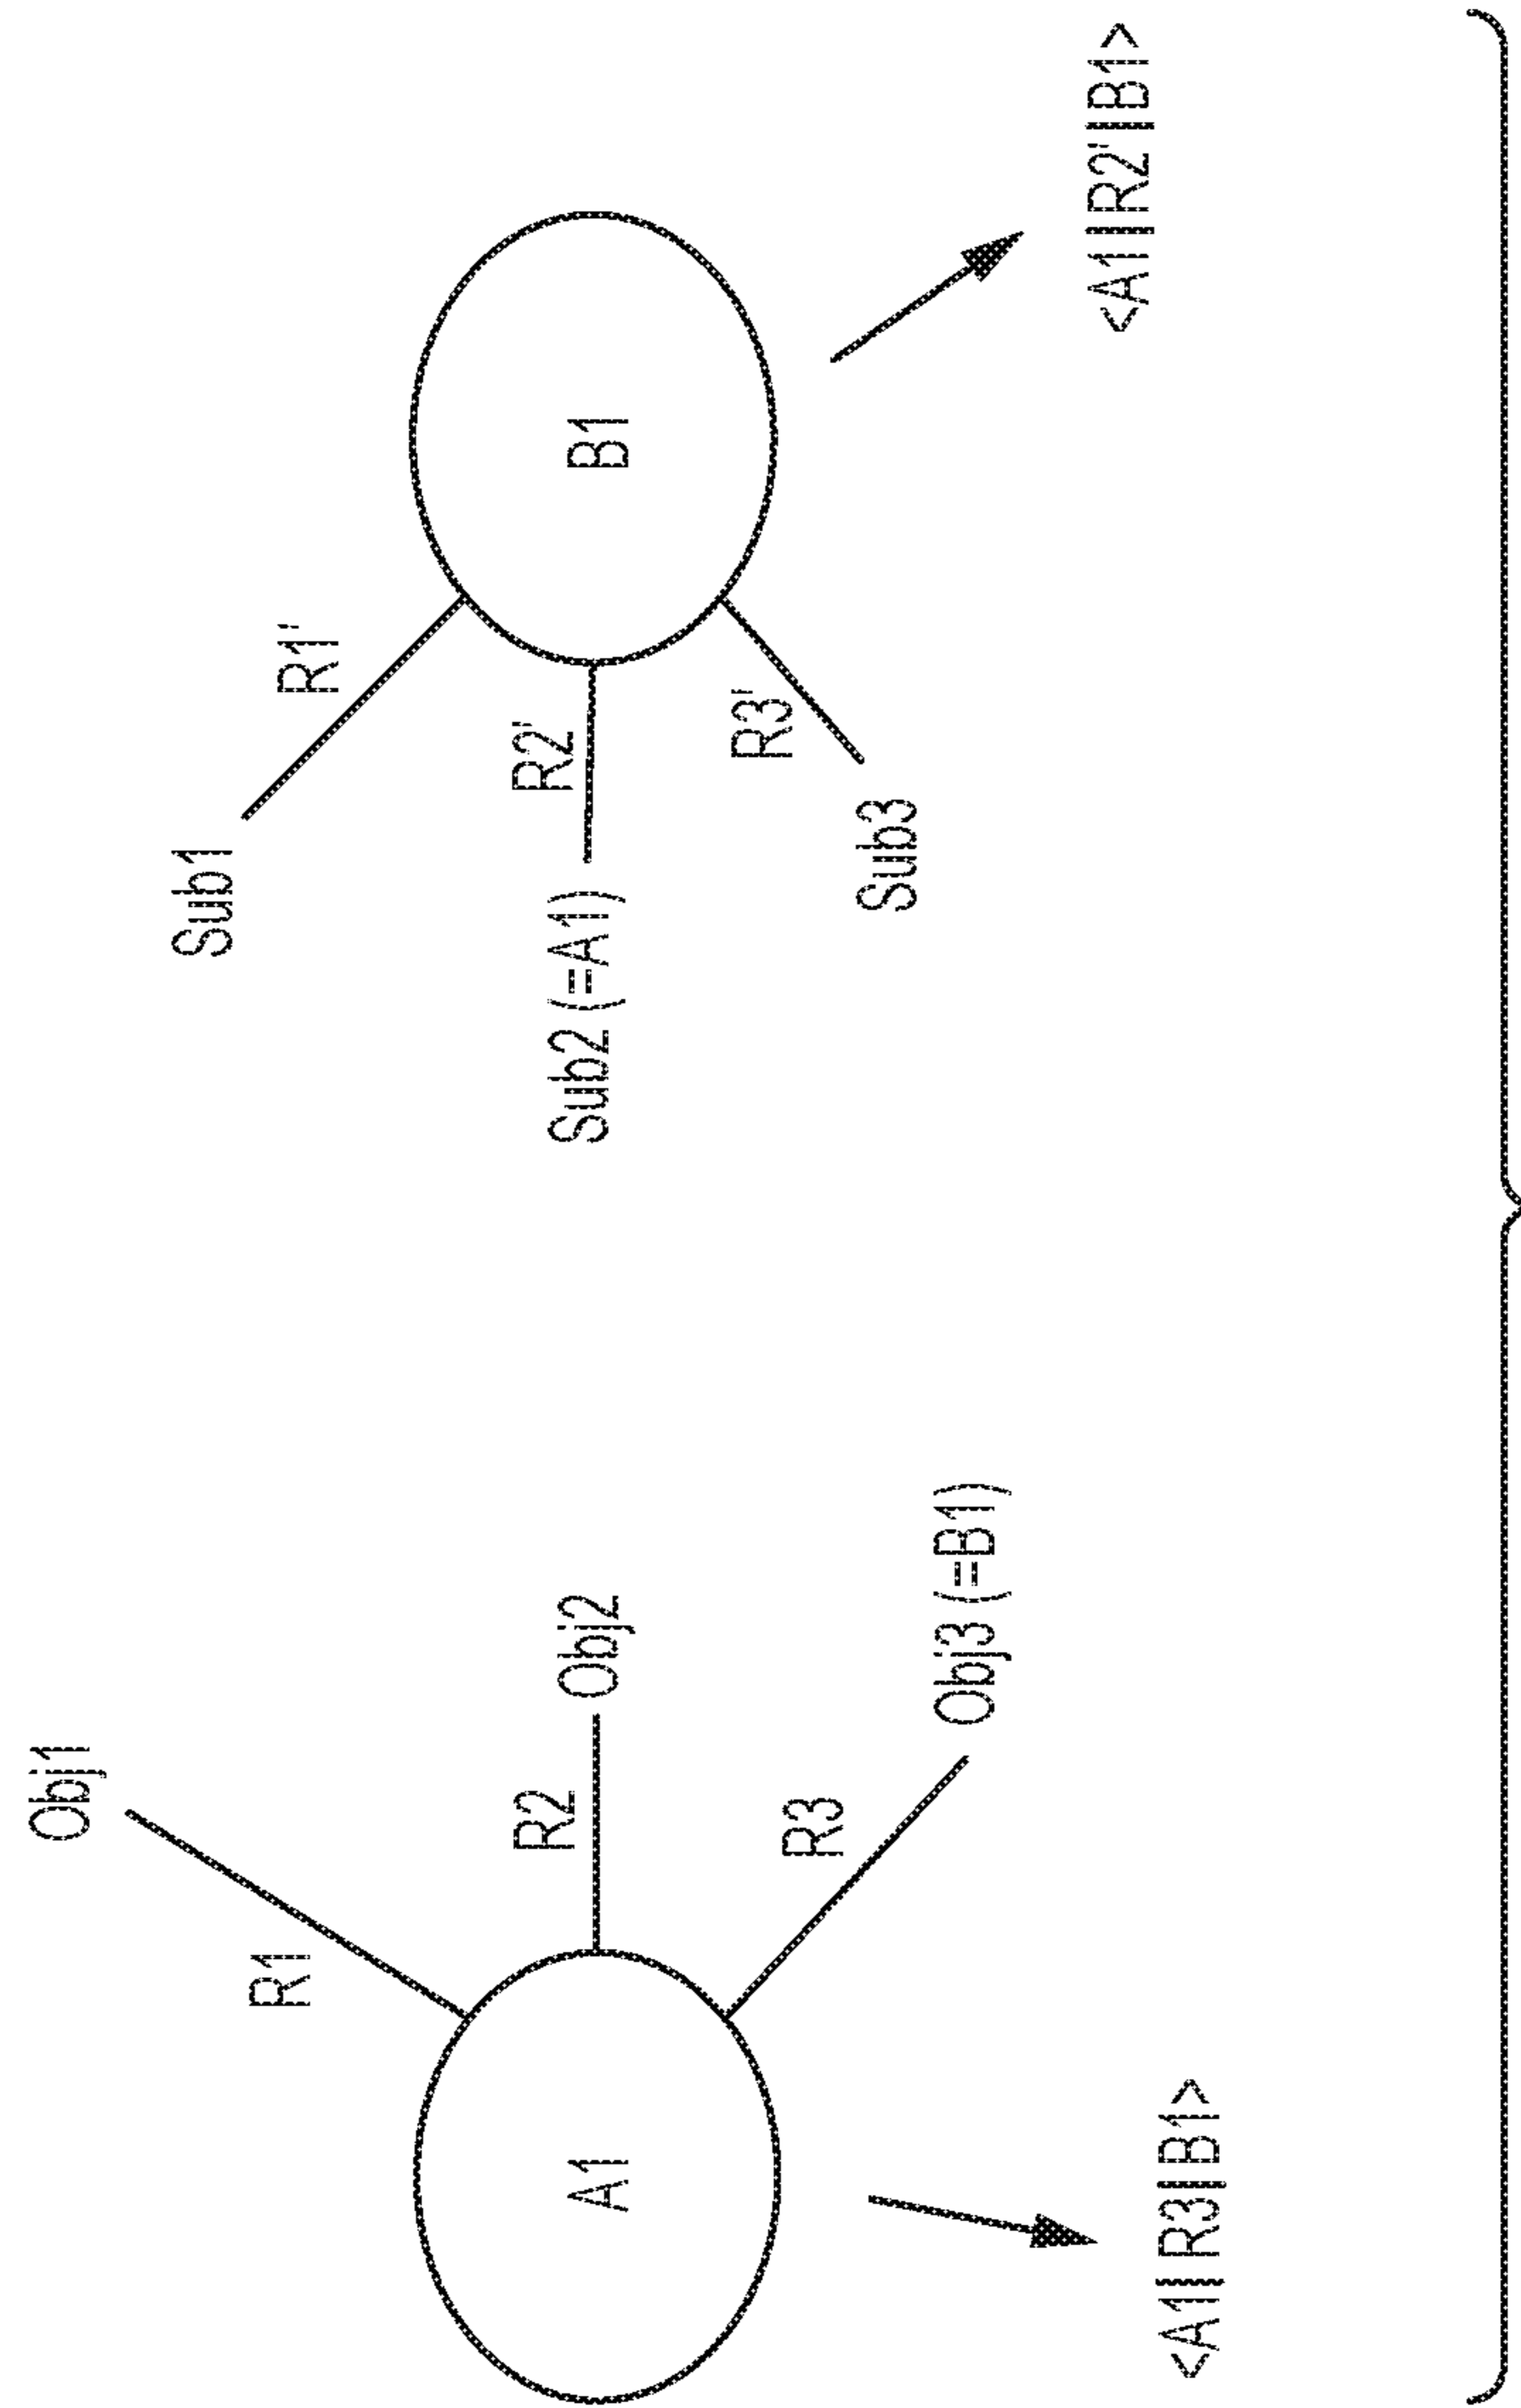 Obj1
R1
R2
Obj2
A1
R3
Obj3 (=B1)
<A1|R3|B1>
Sub1
R1'
R2'
Sub2 (=A1)
B1
R3'
Sub3
<A1|R2'|B1>